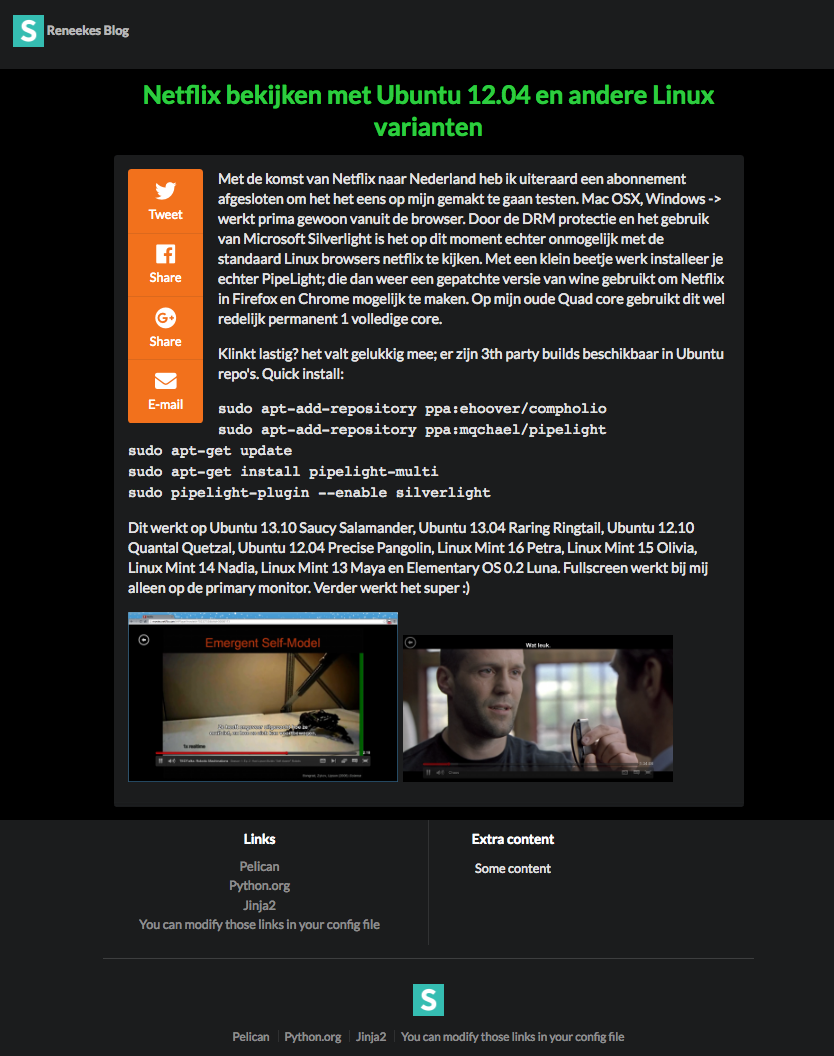 S Reneekes Blog
Netflix bekijken met Ubuntu 12.04 en andere Linux
varianten
Tweet
Share
Share
E-mail
Met de komst van Netflix naar Nederland heb ik uiteraard een abonnement
afgesloten om het het eens op mijn gemakt te gaan testen. Mac OSX, Windows ->
werkt prima gewoon vanuit de browser. Door de DRM protectie en het gebruik
van Microsoft Silverlight is het op dit moment echter onmogelijk met de
standaard Linux browsers netflix te kijken. Met een klein beetje werk installeer je
echter PipeLight; die dan weer een gepatchte versie van wine gebruikt om Netflix
in Firefox en Chrome mogelijk te maken. Op mijn oude Quad core gebruikt dit wel
redelijk permanent 1 volledige core.
Klinkt lastig? het valt gelukkig mee; er zijn 3th party builds beschikbaar in Ubuntu
repo's. Quick install:
sudo apt-add-repository ppa:ehoover/compholio
sudo apt-add-repository ppa:mqchael/pipelight
sudo apt-get update
sudo apt-get install pipelight-multi
sudo pipelight-plugin --enable silverlight
Dit werkt op Ubuntu 13.10 Saucy Salamander, Ubuntu 13.04 Raring Ringtail, Ubuntu 12.10
Quantal Quetzal, Ubuntu 12.04 Precise Pangolin, Linux Mint 16 Petra, Linux Mint 15 Olivia,
Linux Mint 14 Nadia, Linux Mint 13 Maya en Elementary OS 0.2 Luna. Fullscreen werkt bij mij
alleen op de primary monitor. Verder werkt het super :)
Emergent Self-Model
1x realtime
Wat leuk.
Links
Pelican
Python.org
Jinja2
You can modify those links in your config file
Extra content
Some content
S
Pelican Python.org Jinja2 You can modify those links in your config file